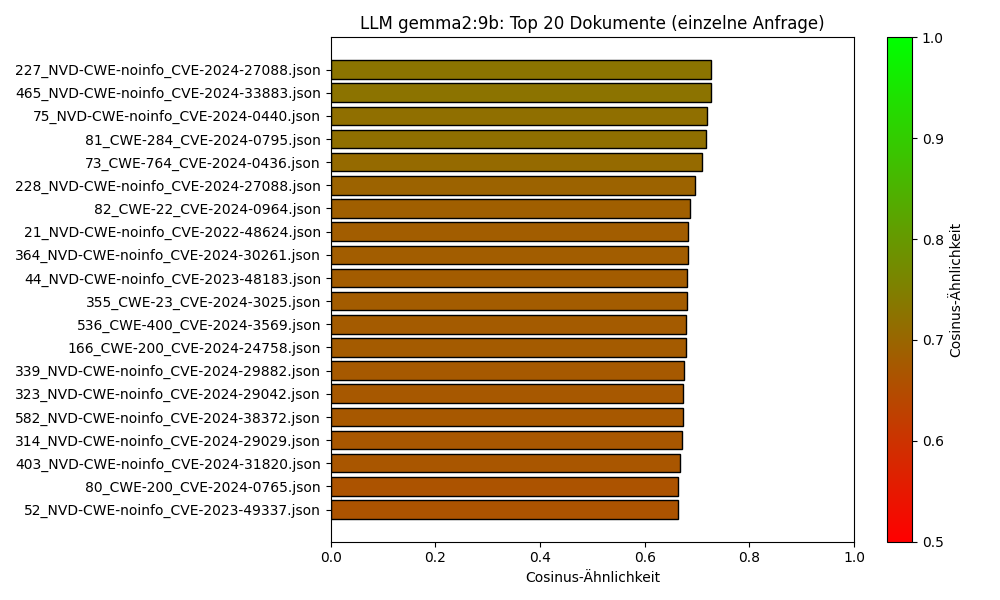 LLM gemma2:9b: Top 20 Dokumente (einzelne Anfrage)
227_NVD-CWE-noinfo_CVE-2024-27088.json
465_NVD-CWE-noinfo_CVE-2024-33883.json
75_NVD-CWE-noinfo_CVE-2024-0440.json
81_CWE-284_CVE-2024-0795.json
73_CWE-764_CVE-2024-0436.json
228_NVD-CWE-noinfo_CVE-2024-27088.json
82_CWE-22_CVE-2024-0964.json
21_NVD-CWE-noinfo_CVE-2022-48624.json
364_NVD-CWE-noinfo_CVE-2024-30261.json
44_NVD-CWE-noinfo_CVE-2023-48183.json
355_CWE-23_CVE-2024-3025.json
536_CWE-400_CVE-2024-3569.json
166_CWE-200_CVE-2024-24758.json
339_NVD-CWE-noinfo_CVE-2024-29882.json
323_NVD-CWE-noinfo_CVE-2024-29042.json
582_NVD-CWE-noinfo_CVE-2024-38372.json
314_NVD-CWE-noinfo_CVE-2024-29029.json
403_NVD-CWE-noinfo_CVE-2024-31820.json
80_CWE-200_CVE-2024-0765.json
52_NVD-CWE-noinfo_CVE-2023-49337.json
0.0 0.2 0.4 0.6 0.8 1.0
Cosinus-Ähnlichkeit
1.0
0.9
0.8
0.7
0.6
0.5
Cosinus-Ähnlichkeit